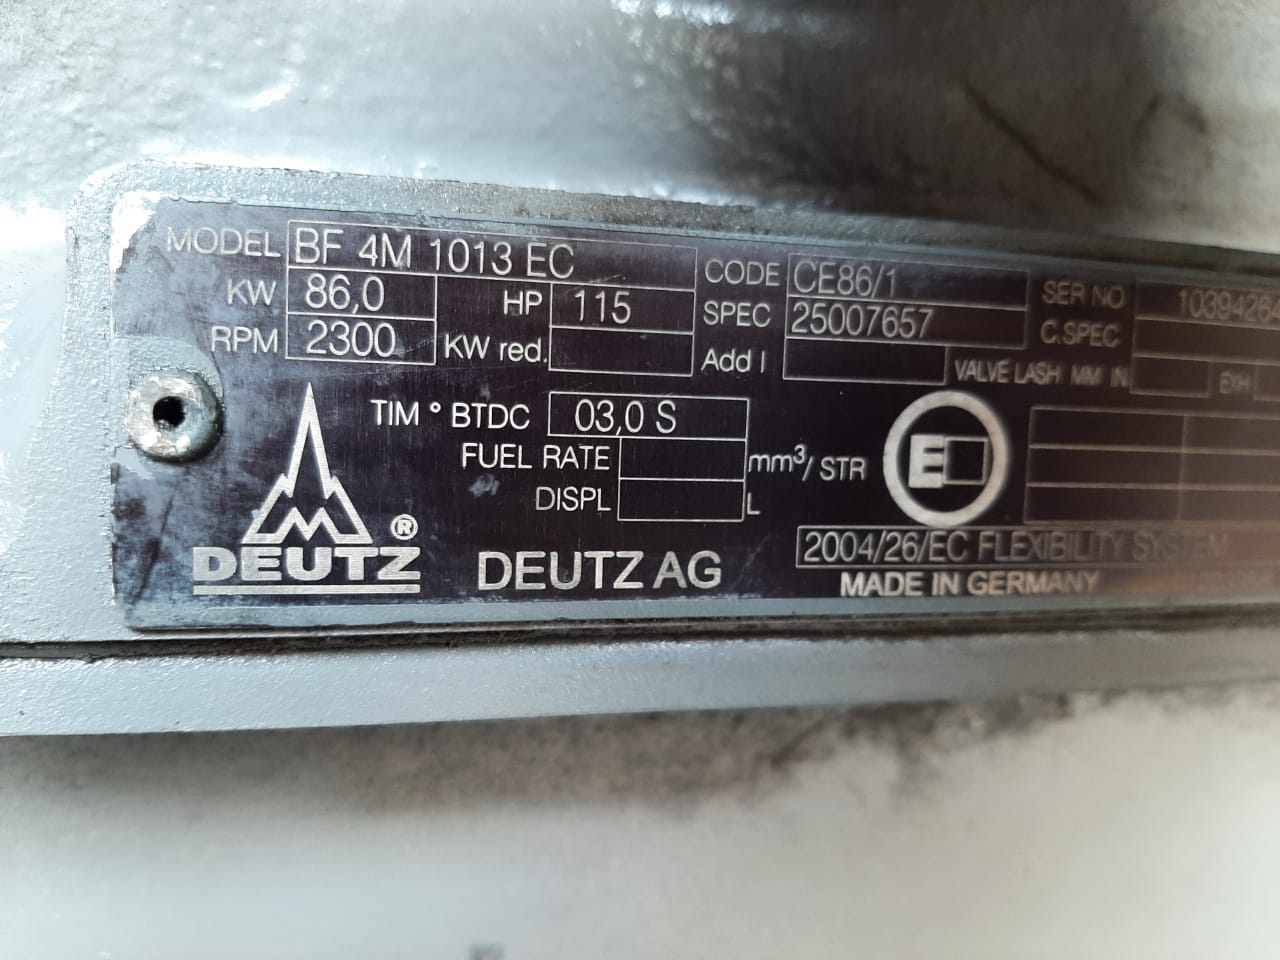 MODEL BF 4M 1013 EC CODE CE86/1 SER NO 1039426
KW 86,0 HP 115 SPEC 25007657 C.SPEC
RPM 2300 KW red. Add I VALVE LASH MM IN EXH
TIM ° BTDC 03,0 S
FUEL RATE mm³/ STR E
DISPL L
DEUTZ ® DEUTZ AG 2004/26/EC FLEXIBILITY SYSTEM
MADE IN GERMANY